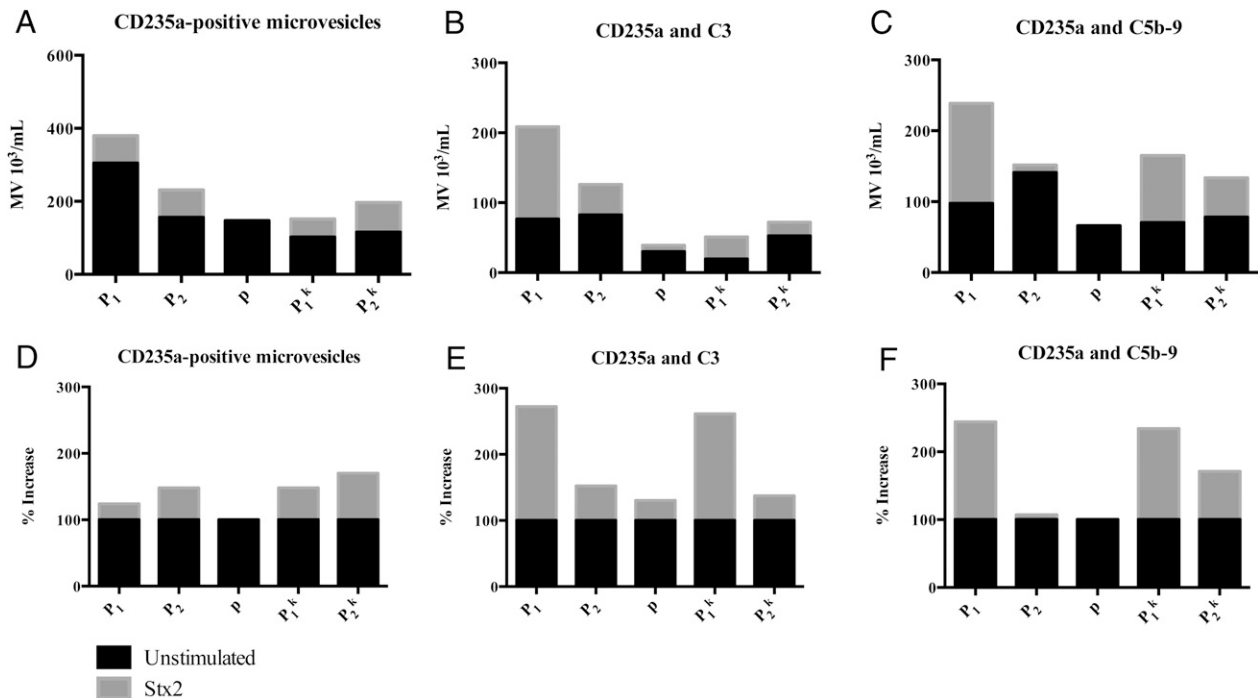 A
CD235a-positive microvesicles
MV 10³/mL
600
400
200
0
P₁
P₂
p
P₁ᵏ
P₂ᵏ
B
CD235a and C3
MV 10³/mL
300
200
100
0
P₁
P₂
p
P₁ᵏ
P₂ᵏ
C
CD235a and C5b-9
MV 10³/mL
300
200
100
0
P₁
P₂
p
P₁ᵏ
P₂ᵏ
D
CD235a-positive microvesicles
% Increase
300
200
100
0
P₁
P₂
p
P₁ᵏ
P₂ᵏ
E
CD235a and C3
% Increase
300
200
100
0
P₁
P₂
p
P₁ᵏ
P₂ᵏ
F
CD235a and C5b-9
% Increase
300
200
100
0
P₁
P₂
p
P₁ᵏ
P₂ᵏ
Unstimulated
Stx2